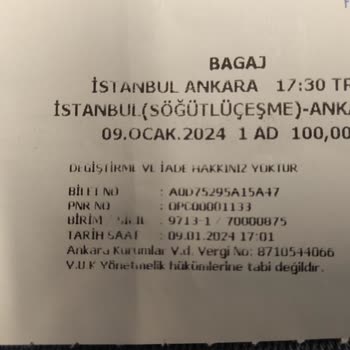 BAGAJ
İSTANBUL ANKARA 17:30 TR
İSTANBUL(SÖĞÜTLÜÇEŞME)-ANKA
09.OCAK.2024 1 AD 100,00
DEĞİŞTİRME VE İADE HAKKINIZ YOKTUR
BİLET NO : A0D75295A15A47
PNR NO : OPC00001133
BİRİM / : 9713-1 / 70000875
TARİH SAAT : 09.01.2024 17:01
Ankara Kurumlar V.d. Vergi No: 8710544066
V.U.K Yönetmelik hükümlerine tabi değildir.